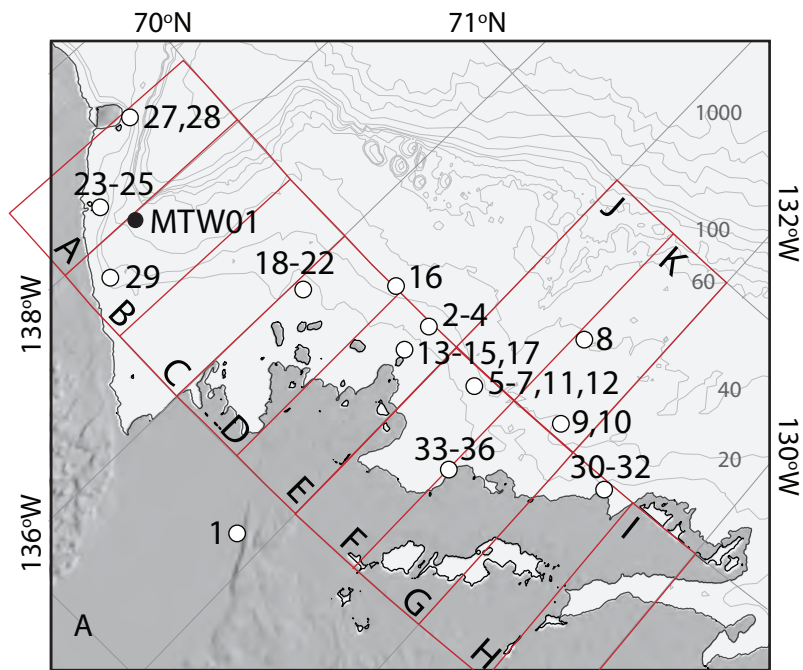 70°N
71°N
27,28
1000
23-25
MTW01
J
132°W
100
K
A
29
18-22
16
60
138°W
B
2-4
8
13-15,17
C
5-7,11,12
40
D
9,10
33-36
20
30-32
130°W
E
136°W
1
F
I
G
A
H